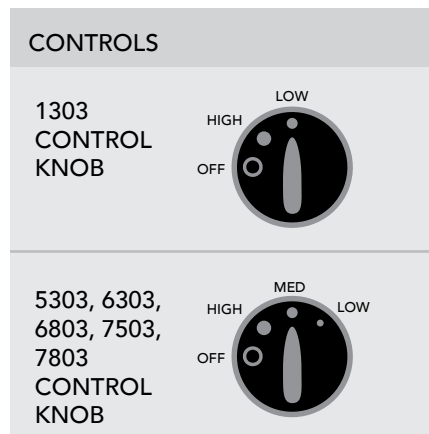 CONTROLS
1303
CONTROL
KNOB
LOW
HIGH
OFF
5303, 6303,
6803, 7503,
7803
CONTROL
KNOB
MED
HIGH
LOW
OFF